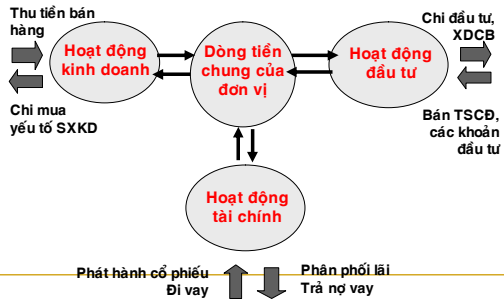 Thu tiền bán
hàng
Hoạt động
kinh doanh
Chi mua
yếu tố SXKD
Dòng tiền
chung của
đơn vị
Hoạt động
đầu tư
Chi đầu tư,
XDCB
Bán TSCĐ,
các khoản
đầu tư
Hoạt động
tài chính
Phát hành cổ phiếu
Đi vay
Phân phối lãi
Trả nợ vay